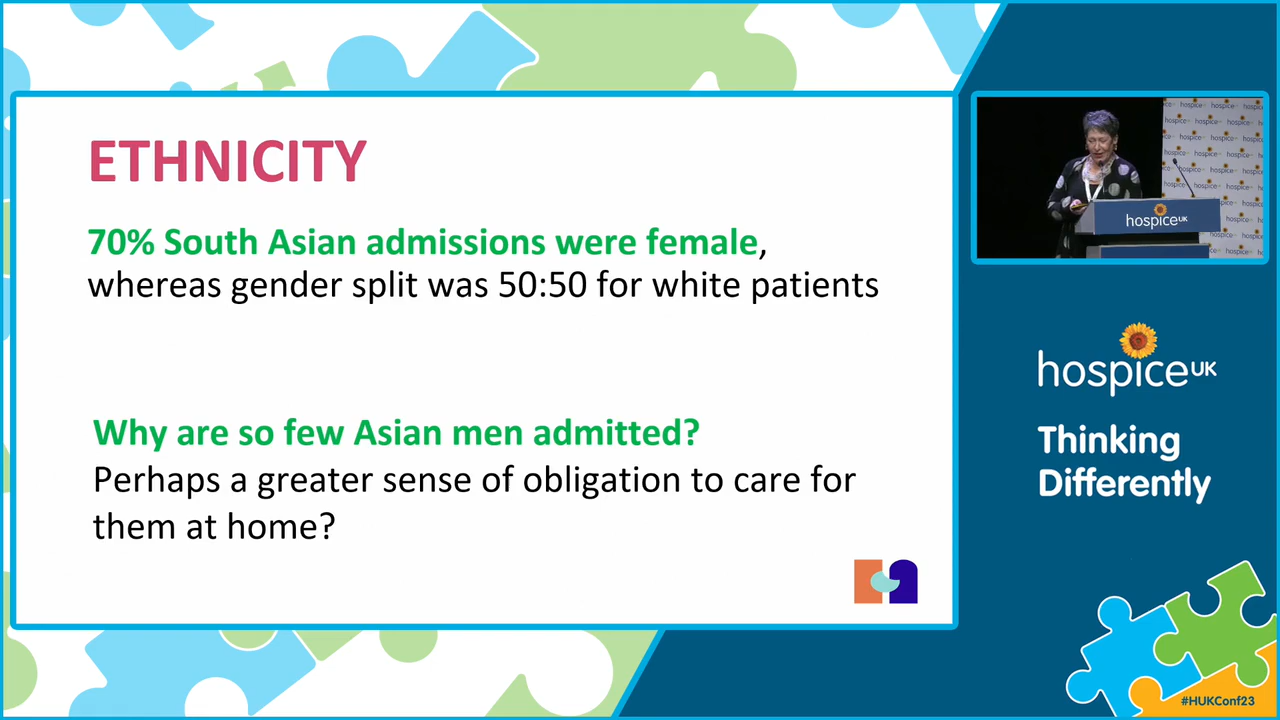 ETHNICITY
70% South Asian admissions were female,
whereas gender split was 50:50 for white patients
Why are so few Asian men admitted?
Perhaps a greater sense of obligation to care for
them at home?
hospice UK
hospice UK
Thinking
Differently
#HUKConf23